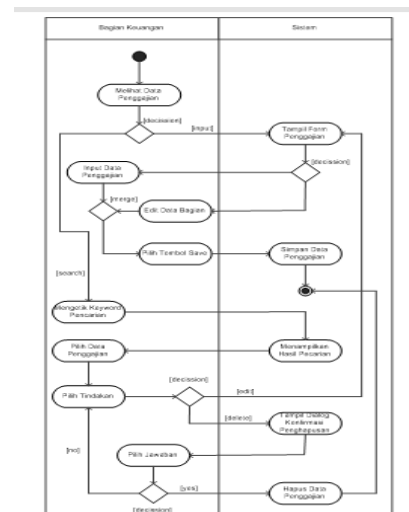 Bagian Keuangan
Sistem
Melihat Data
Penggajian
[decission]
[input]
Tampil Form
Penggajian
[decission]
Input Data
Penggajian
[merge]
Edit Data Bagian
Pilih Tombol Save
Simpan Data
Penggajian
[search]
Mengetik Keyword
Pencarian
Pilih Data
Penggajian
Menampilkan
Hasil Pecarian
[decission]
Pilih Tindakan
[edit]
[delete]
Tampil Dialog
Konfirmasi
Penghapusan
[no]
Pilih Jawaban
[yes]
Hapus Data
Penggajian
[decission]